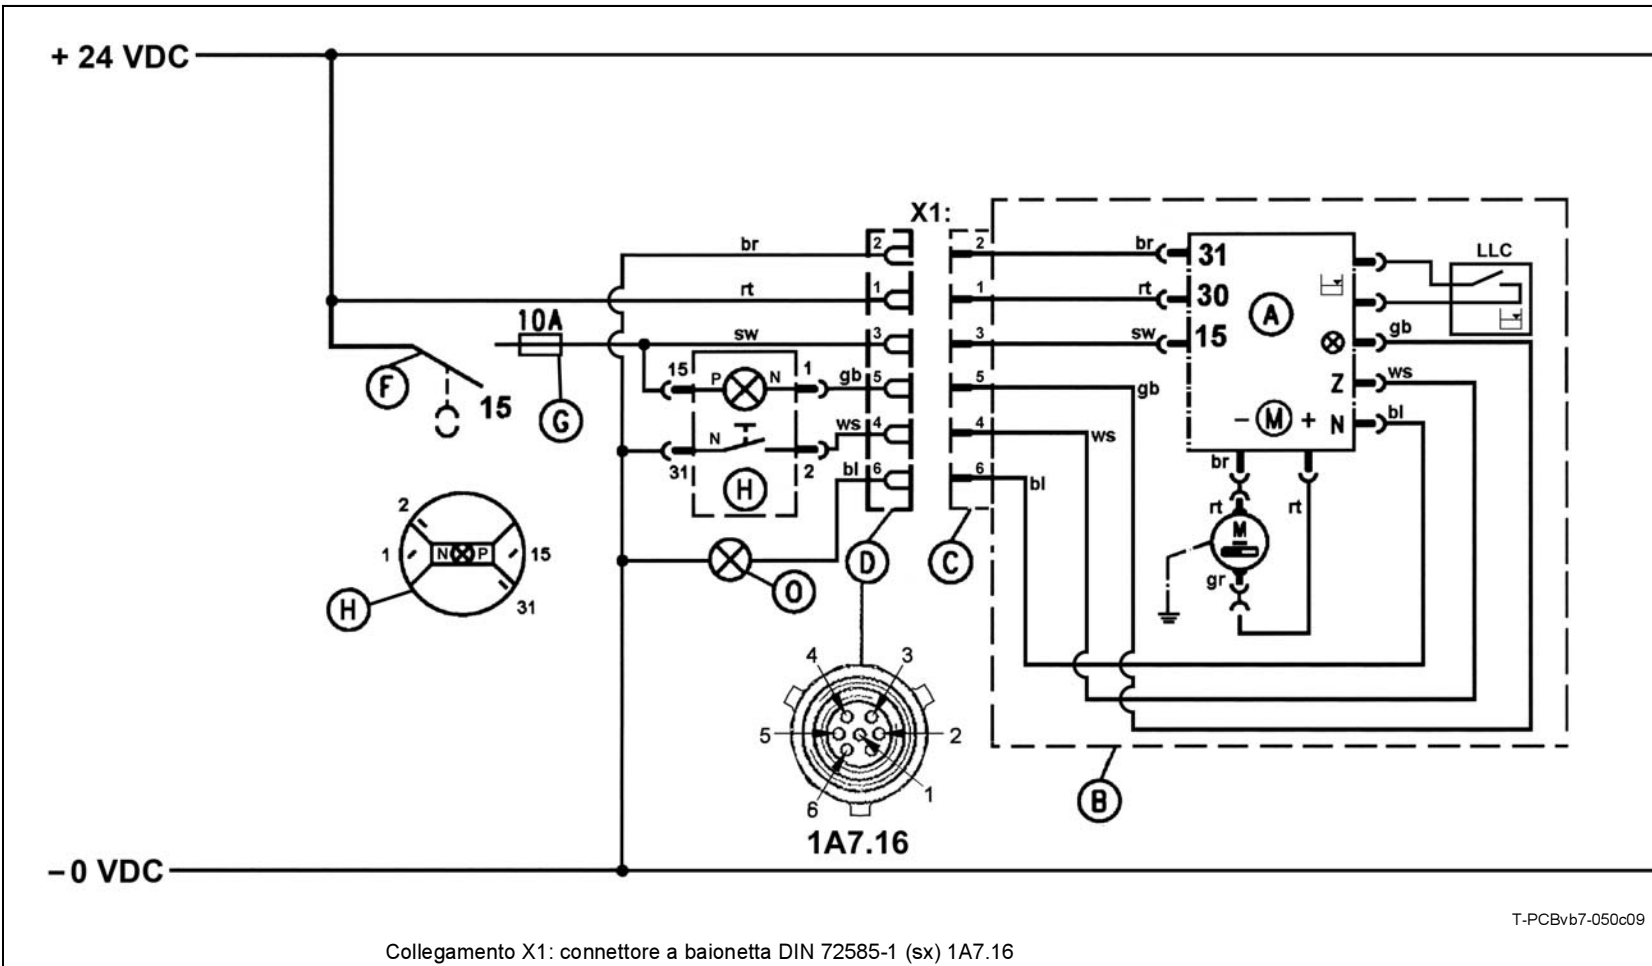 + 24 VDC
X1:
br 2 2 br 31 LLC
rt 1 1 rt 30 A
10A sw 3 3 sw 15 gb
15 P N 1 gb 5 5 gb
F 15 G Z ws
N ws 4 4 ws − M + N bl
31 H 2 bl 6 6 bl br
2 rt rt
1 N P 15 M
D C gr
H 31 O
4 3
5 2
6 1 B
1A7.16
– 0 VDC
T-PCBvb7-050c09
Collegamento X1: connettore a baionetta DIN 72585-1 (sx) 1A7.16